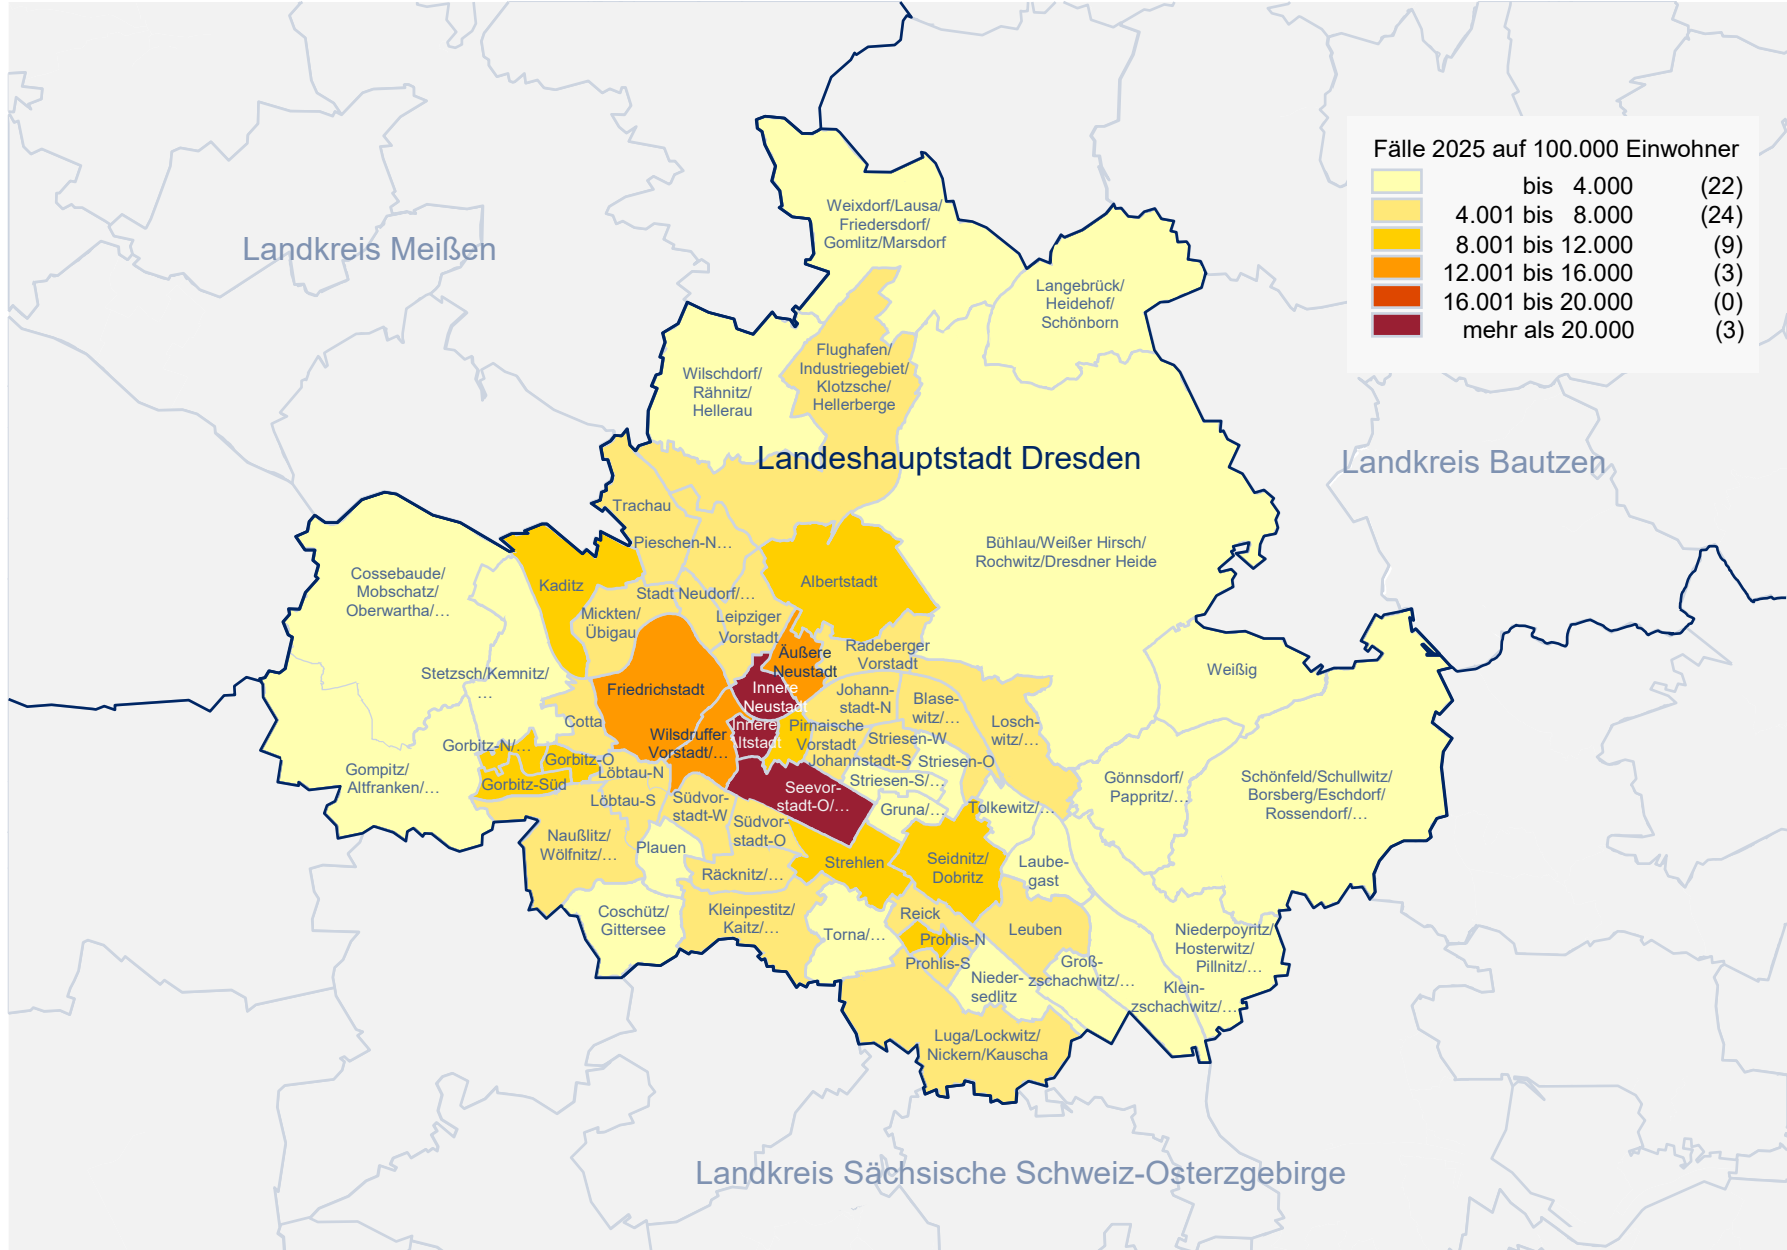 Fälle 2025 auf 100.000 Einwohner
bis 4.000 (22)
4.001 bis 8.000 (24)
8.001 bis 12.000 (9)
12.001 bis 16.000 (3)
16.001 bis 20.000 (0)
mehr als 20.000 (3)
Landkreis Meißen
Landeshauptstadt Dresden
Landkreis Bautzen
Landkreis Sächsische Schweiz-Osterzgebirge
Weixdorf/Lausa/
Friedersdorf/
Gomlitz/Marsdorf
Langebrück/
Heidehof/
Schönborn
Flughafen/
Industriegebiet/
Klotzsche/
Hellerberge
Wilschdorf/
Rähnitz/
Hellerau
Trachau
Pieschen-N…
Bühlau/Weißer Hirsch/
Rochwitz/Dresdner Heide
Cossebaude/
Mobschatz/
Oberwartha/…
Kaditz
Albertstadt
Stadt Neudorf/…
Mickten/
Übigau
Leipziger
Vorstadt
Radeberger
Vorstadt
Äußere
Neustadt
Weißig
Stetzsch/Kemnitz/
…
Friedrichstadt
Innere
Neustadt
Johann-
stadt-N
Blase-
witz/…
Losch-
witz/…
Cotta
Wilsdruffer
Vorstadt/…
Innere
Altstadt
Pirnaische
Vorstadt
Striesen-W
Johannstadt-S
Striesen-O
Gorbitz-N/…
Gorbitz-O
Gorbitz-Süd
Löbtau-N
Löbtau-S
Gompitz/
Altfranken/…
Südvor-
stadt-W
Seevor-
stadt-O/…
Striesen-S/…
Gruna/…
Tolkewitz/…
Gönnsdorf/
Pappritz/…
Schönfeld/Schullwitz/
Borsberg/Eschdorf/
Rossendorf/…
Südvor-
stadt-O
Naußlitz/
Wölfnitz/…
Plauen
Räcknitz/…
Strehlen
Seidnitz/
Dobritz
Laube-
gast
Coschütz/
Gittersee
Kleinpestitz/
Kaitz/…
Torna/…
Reick
Prohlis-N
Prohlis-S
Leuben
Niederpoyritz/
Hosterwitz/
Pillnitz/…
Nieder-
sedlitz
Groß-
zschachwitz/…
Klein-
zschachwitz/…
Luga/Lockwitz/
Nickern/Kauscha